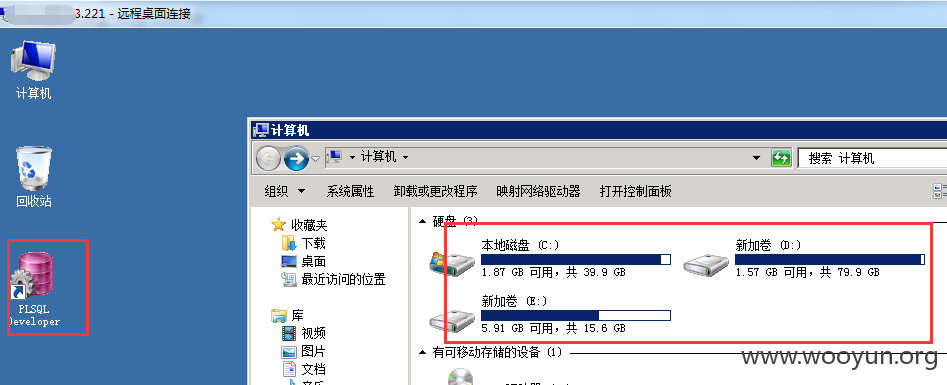 3.221 - 远程桌面连接
计算机
回收站
PLSQL
Developer
计算机
计算机
搜索 计算机
组织 系统属性 卸载或更改程序 映射网络驱动器 打开控制面板
收藏夹
下载
桌面
最近访问的位置
库
视频
图片
文档
音乐
硬盘 (3)
本地磁盘 (C:)
1.87 GB 可用，共 39.9 GB
新加卷 (D:)
1.57 GB 可用，共 79.9 GB
新加卷 (E:)
5.91 GB 可用，共 15.6 GB
有可移动存储的设备 (1)
www.wooyun.org